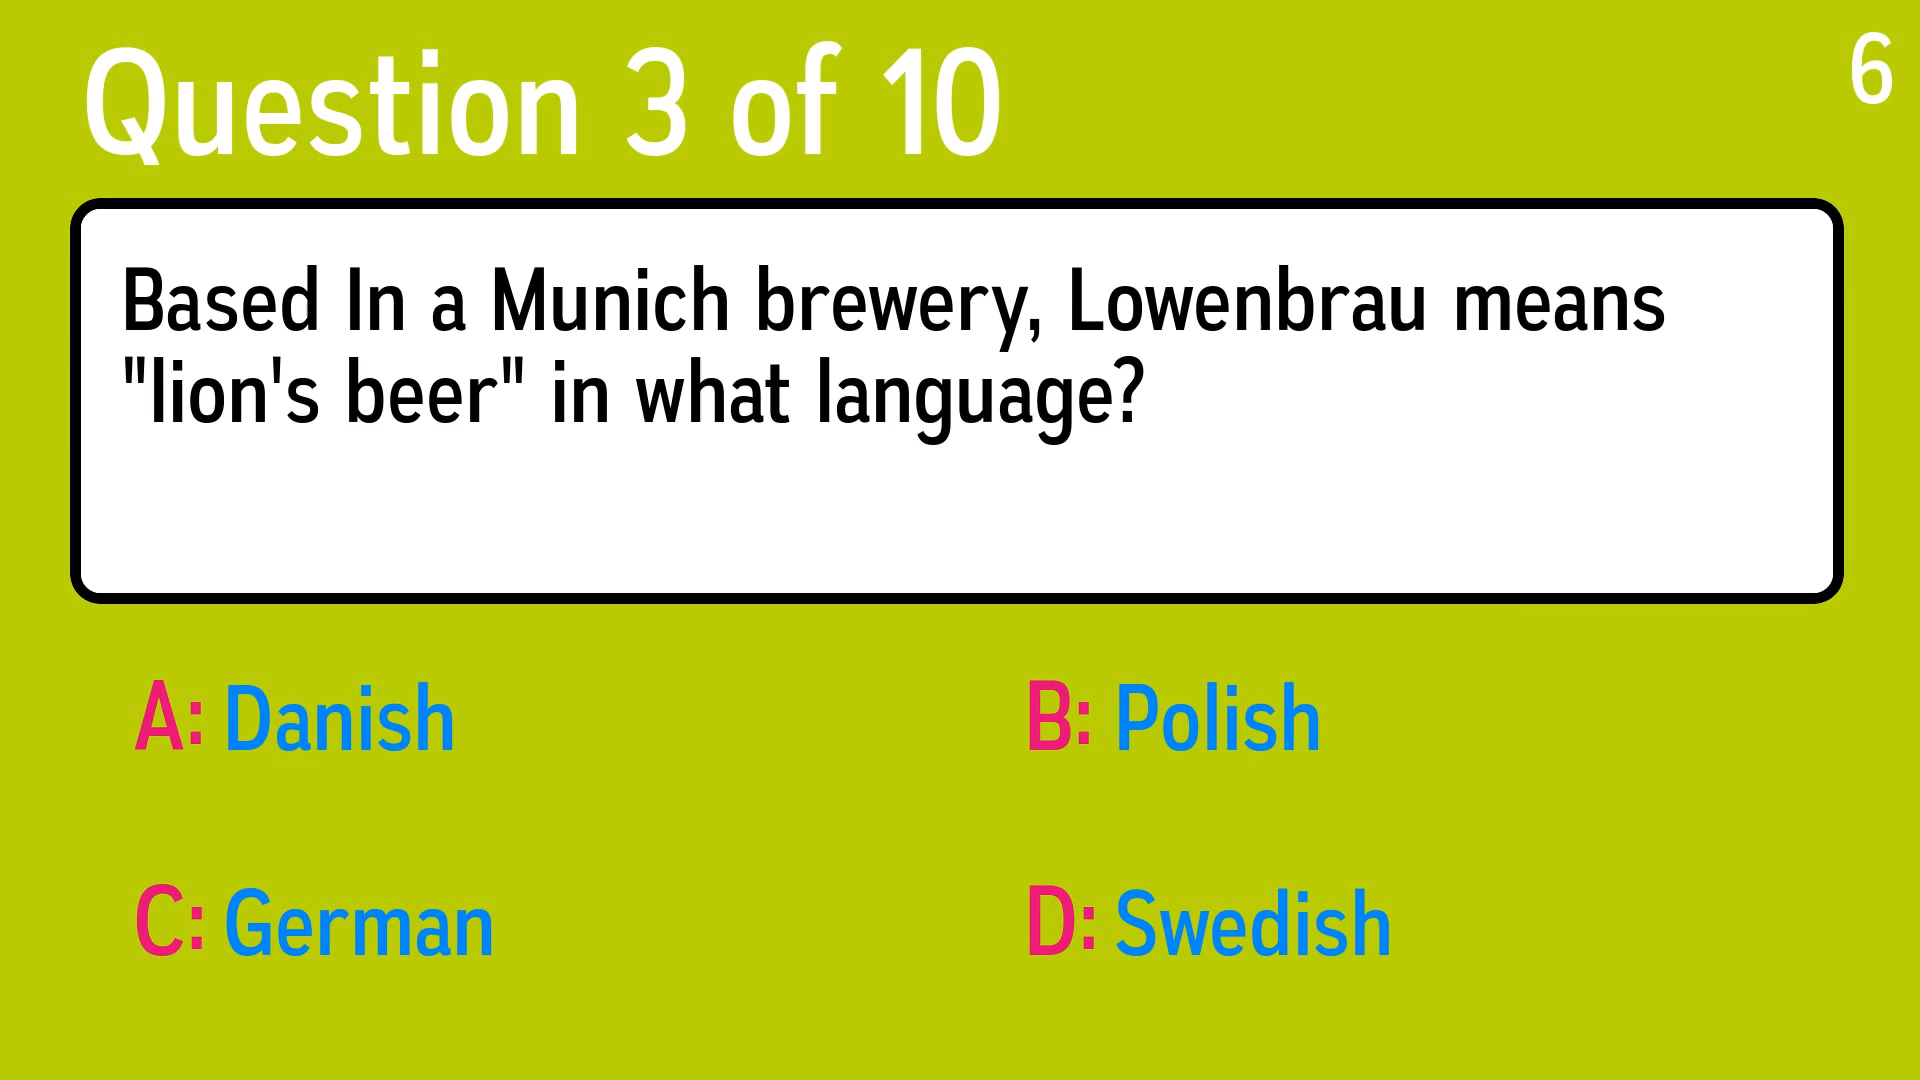 Question 3 of 10
6
Based In a Munich brewery, Lowenbrau means
"lion's beer" in what language?
A: Danish
B: Polish
C: German
D: Swedish